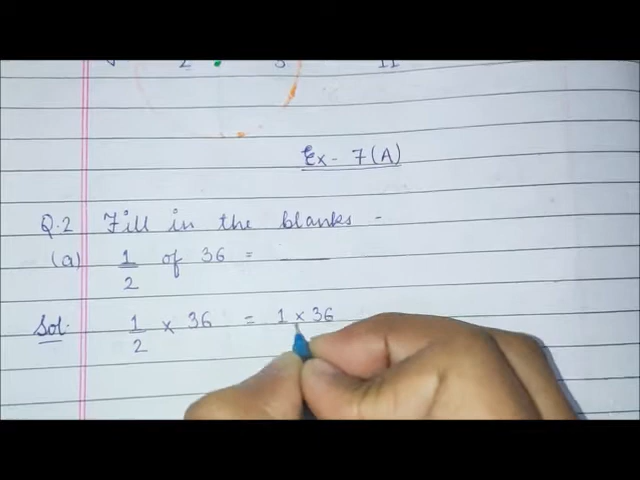 Ex - 7(A)
Q.2 Fill in the blanks -
(a) 1/2 of 36 = ____
Sol. 1/2 × 36 = 1 × 36